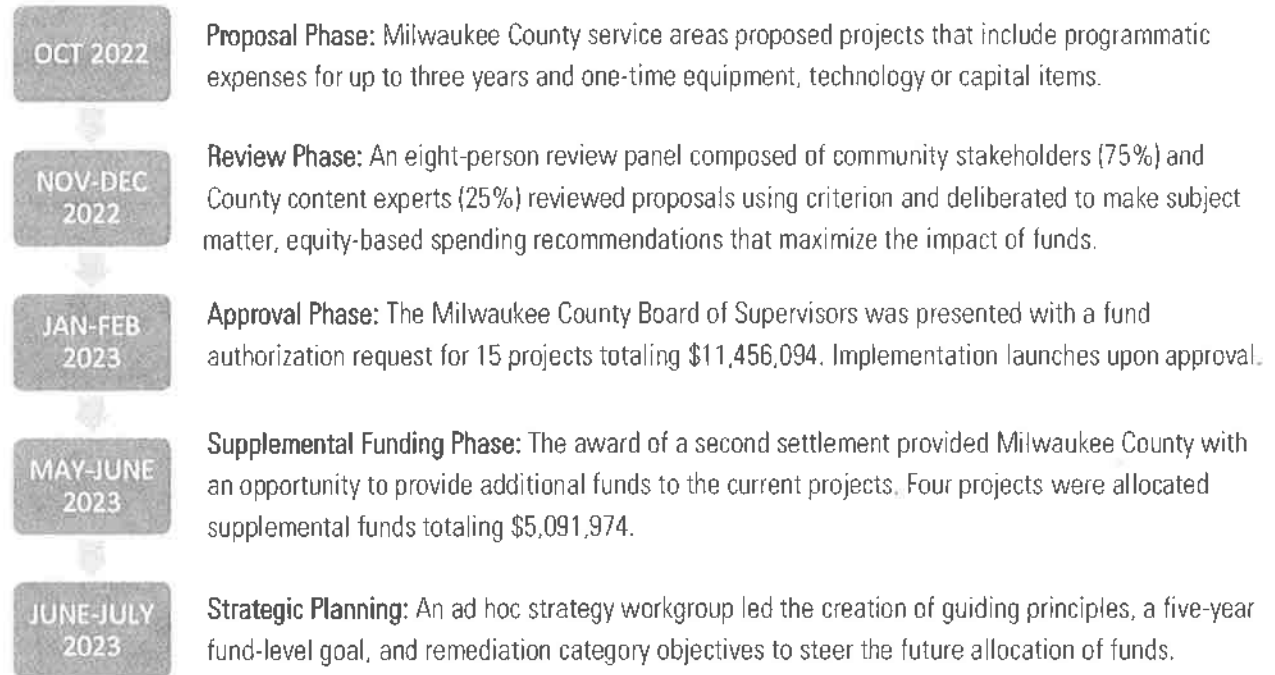 OCT 2022
Proposal Phase: Milwaukee County service areas proposed projects that include programmatic
expenses for up to three years and one-time equipment, technology or capital items.
NOV-DEC
2022
Review Phase: An eight-person review panel composed of community stakeholders (75%) and
County content experts (25%) reviewed proposals using criterion and deliberated to make subject
matter, equity-based spending recommendations that maximize the impact of funds.
JAN-FEB
2023
Approval Phase: The Milwaukee County Board of Supervisors was presented with a fund
authorization request for 15 projects totaling $11,456,094. Implementation launches upon approval.
MAY-JUNE
2023
Supplemental Funding Phase: The award of a second settlement provided Milwaukee County with
an opportunity to provide additional funds to the current projects. Four projects were allocated
supplemental funds totaling $5,091,974.
JUNE-JULY
2023
Strategic Planning: An ad hoc strategy workgroup led the creation of guiding principles, a five-year
fund-level goal, and remediation category objectives to steer the future allocation of funds.